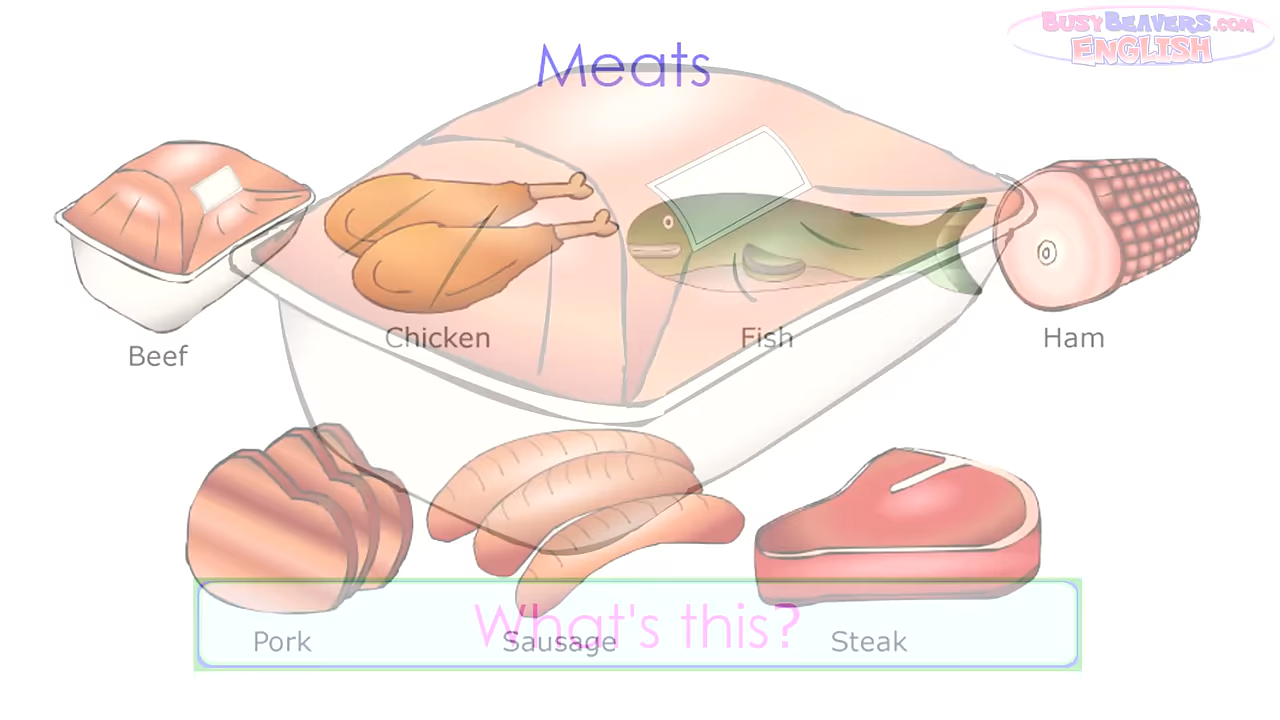 BUSYBEAVERS.COM
ENGLISH
Meats
Chicken
Fish
Ham
Beef
What's this?
Pork
Sausage
Steak